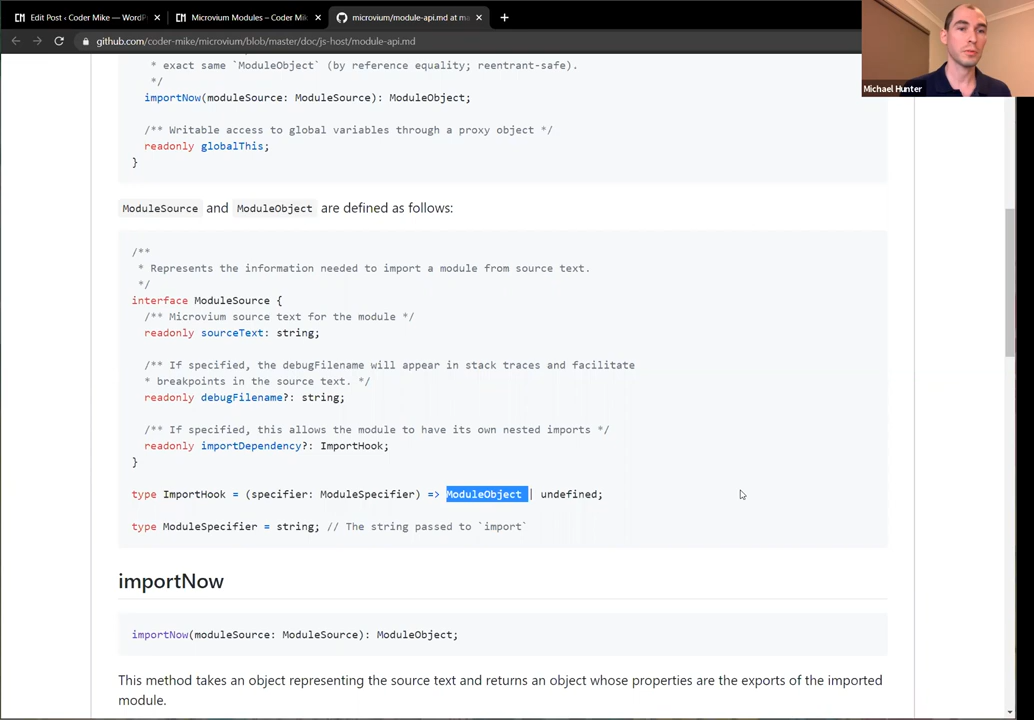 Edit Post ‹ Coder Mike — WordP
Microvium Modules – Coder Mik
microvium/module-api.md at ma
github.com/coder-mike/microvium/blob/master/doc/js-host/module-api.md
Michael Hunter
* exact same `ModuleObject` (by reference equality; reentrant-safe).
*/
importNow(moduleSource: ModuleSource): ModuleObject;
/** Writable access to global variables through a proxy object */
readonly globalThis;
}
ModuleSource and ModuleObject are defined as follows:
/**
* Represents the information needed to import a module from source text.
*/
interface ModuleSource {
/** Microvium source text for the module */
readonly sourceText: string;
/** If specified, the debugFilename will appear in stack traces and facilitate
* breakpoints in the source text. */
readonly debugFilename?: string;
/** If specified, this allows the module to have its own nested imports */
readonly importDependency?: ImportHook;
}
type ImportHook = (specifier: ModuleSpecifier) => ModuleObject | undefined;
type ModuleSpecifier = string; // The string passed to `import`
importNow
importNow(moduleSource: ModuleSource): ModuleObject;
This method takes an object representing the source text and returns an object whose properties are the exports of the imported
module.